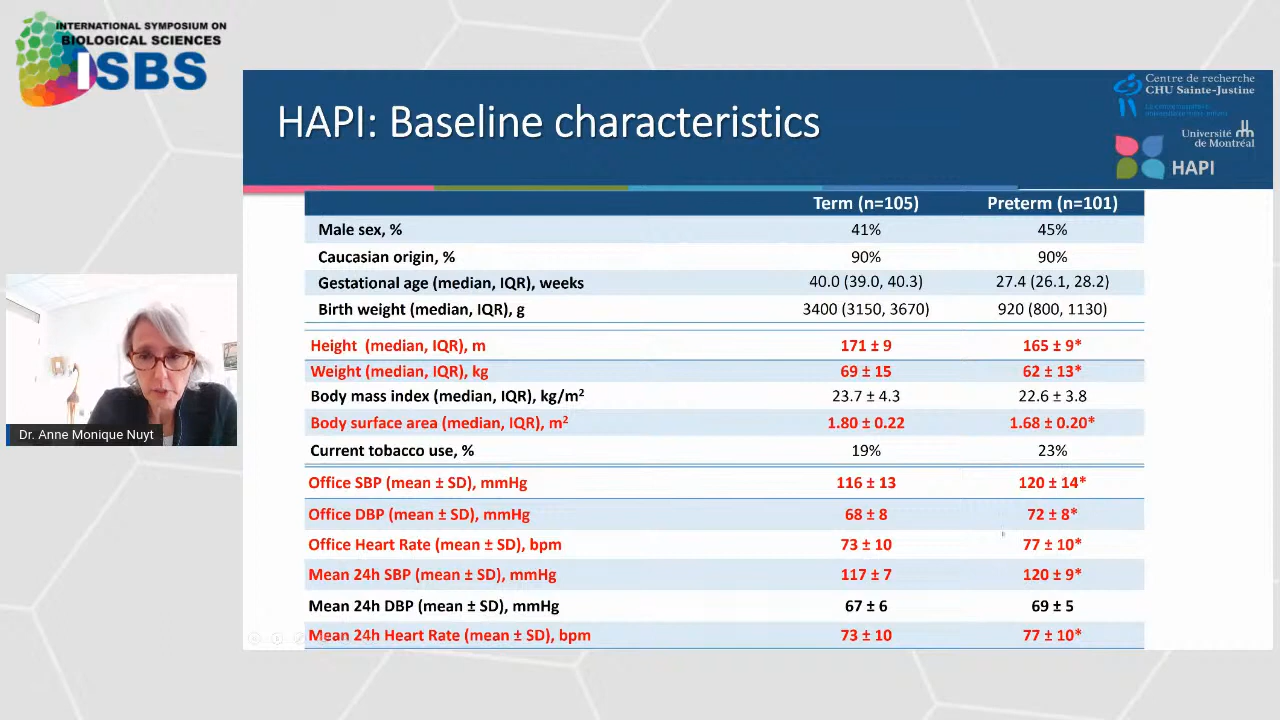 INTERNATIONAL SYMPOSIUM ON
BIOLOGICAL SCIENCES
ISBS
HAPI: Baseline characteristics
Centre de recherche
CHU Sainte-Justine
Université
de Montréal
HAPI
Term (n=105) Preterm (n=101)
Male sex, % 41% 45%
Caucasian origin, % 90% 90%
Gestational age (median, IQR), weeks 40.0 (39.0, 40.3) 27.4 (26.1, 28.2)
Birth weight (median, IQR), g 3400 (3150, 3670) 920 (800, 1130)
Height (median, IQR), m 171 ± 9 165 ± 9*
Weight (median, IQR), kg 69 ± 15 62 ± 13*
Body mass index (median, IQR), kg/m² 23.7 ± 4.3 22.6 ± 3.8
Body surface area (median, IQR), m² 1.80 ± 0.22 1.68 ± 0.20*
Current tobacco use, % 19% 23%
Office SBP (mean ± SD), mmHg 116 ± 13 120 ± 14*
Office DBP (mean ± SD), mmHg 68 ± 8 72 ± 8*
Office Heart Rate (mean ± SD), bpm 73 ± 10 77 ± 10*
Mean 24h SBP (mean ± SD), mmHg 117 ± 7 120 ± 9*
Mean 24h DBP (mean ± SD), mmHg 67 ± 6 69 ± 5
Mean 24h Heart Rate (mean ± SD), bpm 73 ± 10 77 ± 10*
Dr. Anne Monique Nuyt